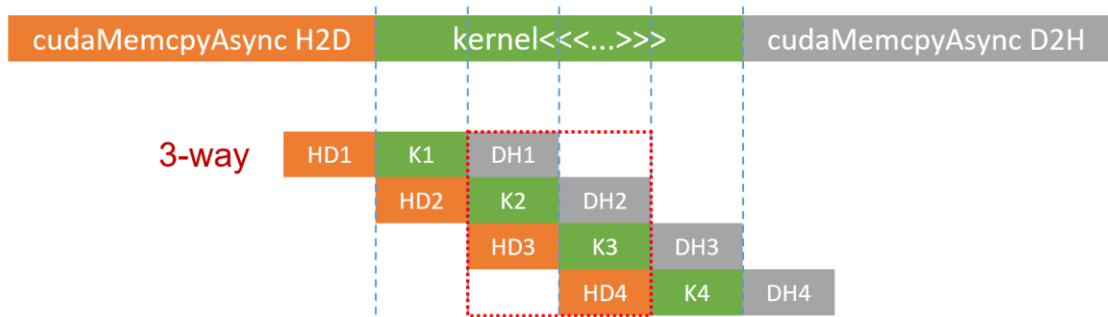 cudaMemcpyAsync H2D kernel<<<...>>> cudaMemcpyAsync D2H
3-way HD1 K1 DH1
HD2 K2 DH2
HD3 K3 DH3
HD4 K4 DH4